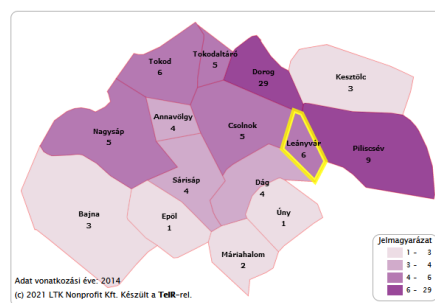 Tokod
6
Tokodaltáró
5
Dorog
29
Kesztölc
3
Annavölgy
4
Nagysáp
5
Csolnok
5
Leányvár
6
Piliscsév
9
Sárisáp
4
Dág
4
Bajna
3
Epöl
1
Úny
1
Máriahalom
2
Jelmagyarázat
1 - 3
3 - 4
4 - 6
6 - 29
Adat vonatkozási éve: 2014
(c) 2021 LTK Nonprofit Kft. Készült a TeIR-rel.